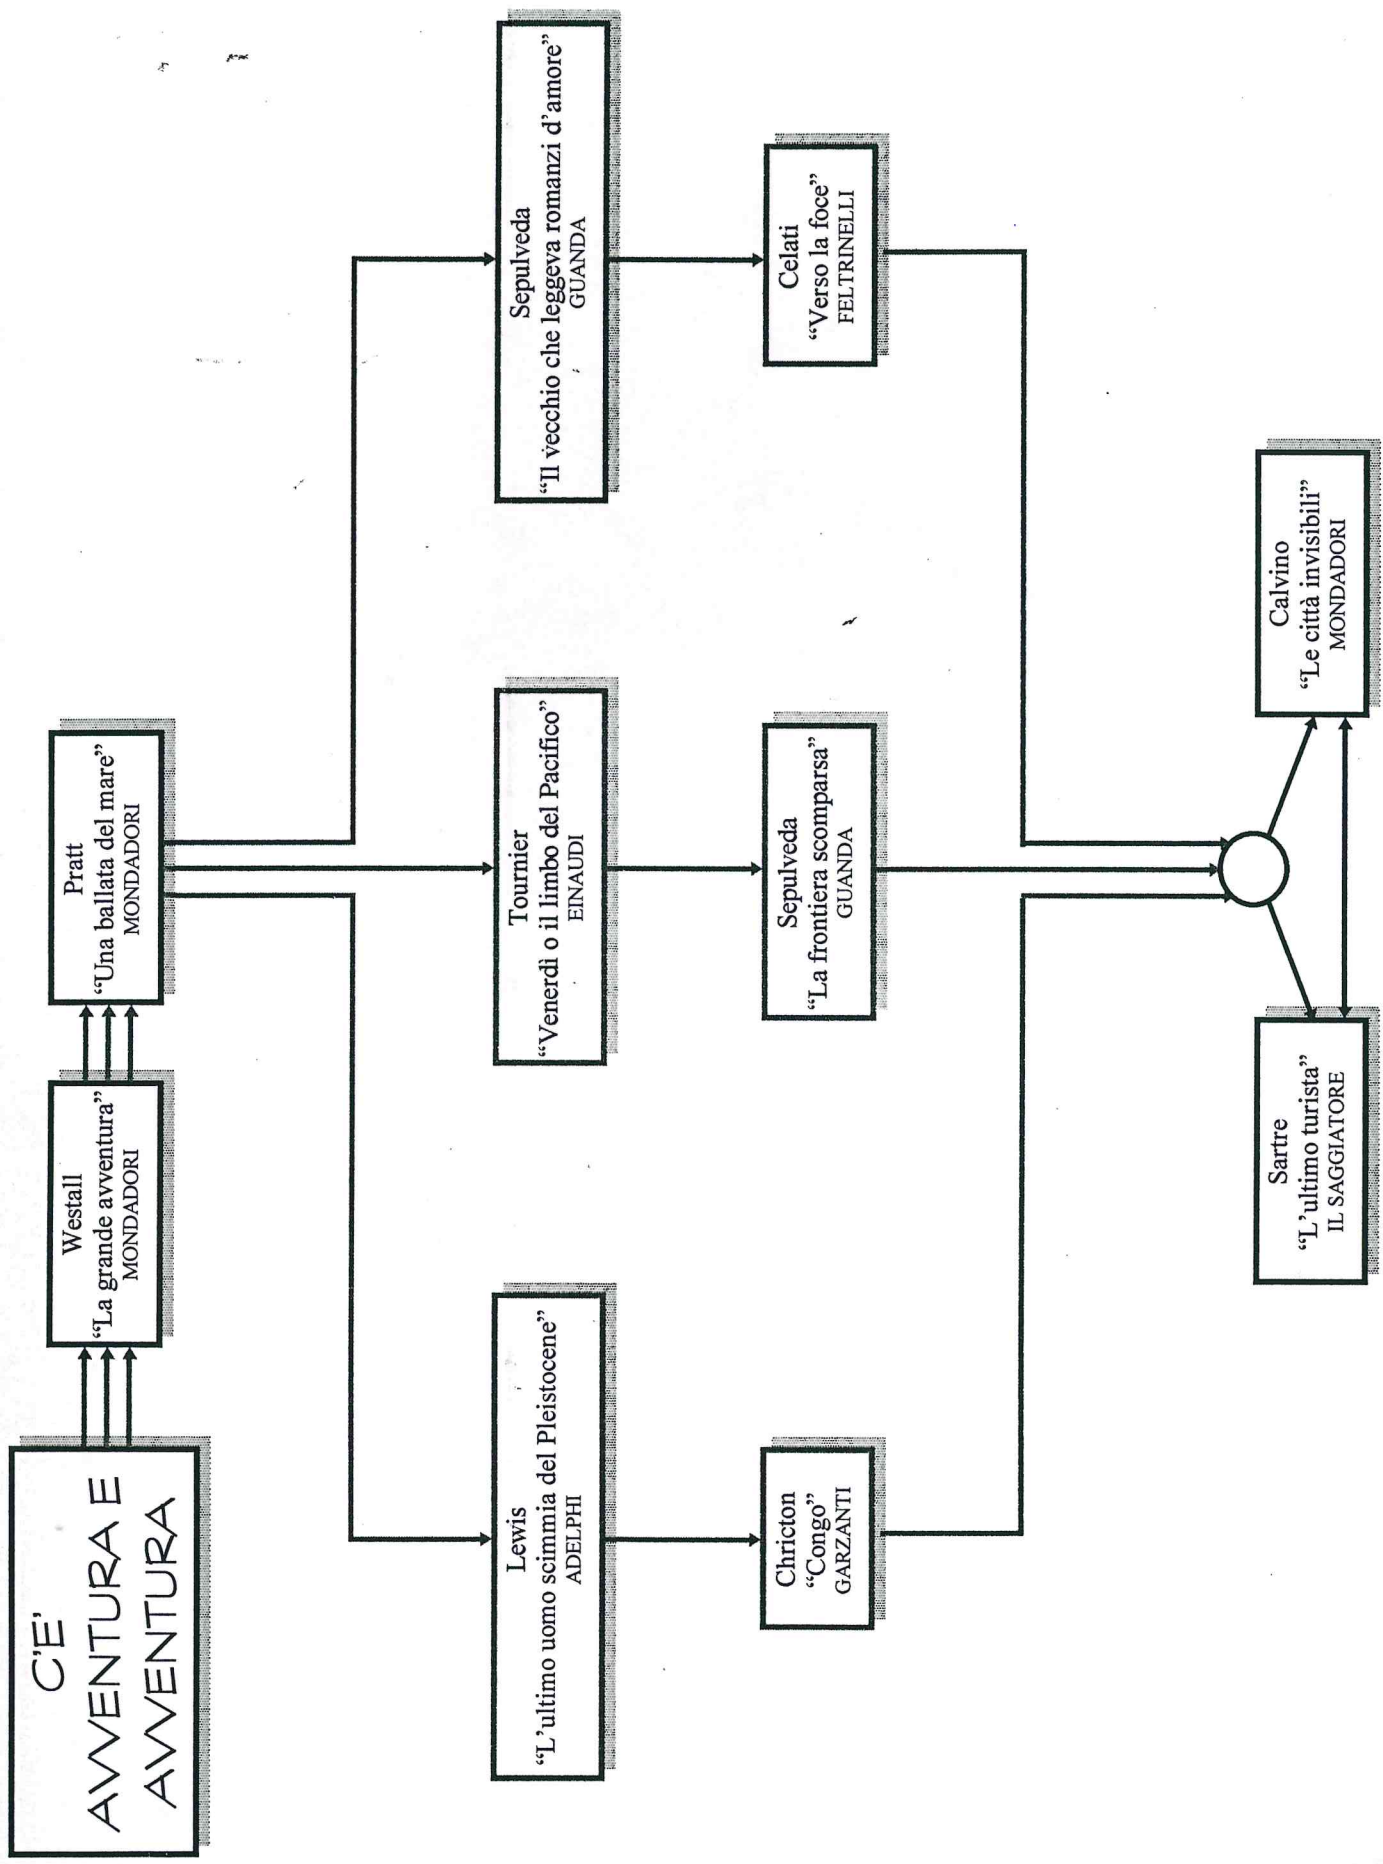 C'E'
AVVENTURA E
AVVENTURA
Westall
“La grande avventura”
MONDADORI
Pratt
“Una ballata del mare”
MONDADORI
Lewis
“L'ultimo uomo scimmia del Pleistocene”
ADELPHI
Tournier
“Venerdì o il limbo del Pacifico”
EINAUDI
Sepulveda
“Il vecchio che leggeva romanzi d'amore”
GUANDA
Chricton
“Congo”
GARZANTI
Sepulveda
“La frontiera scomparsa”
GUANDA
Celati
“Verso la foce”
FELTRINELLI
Sartre
“L'ultimo turista”
IL SAGGIATORE
Calvino
“Le città invisibili”
MONDADORI